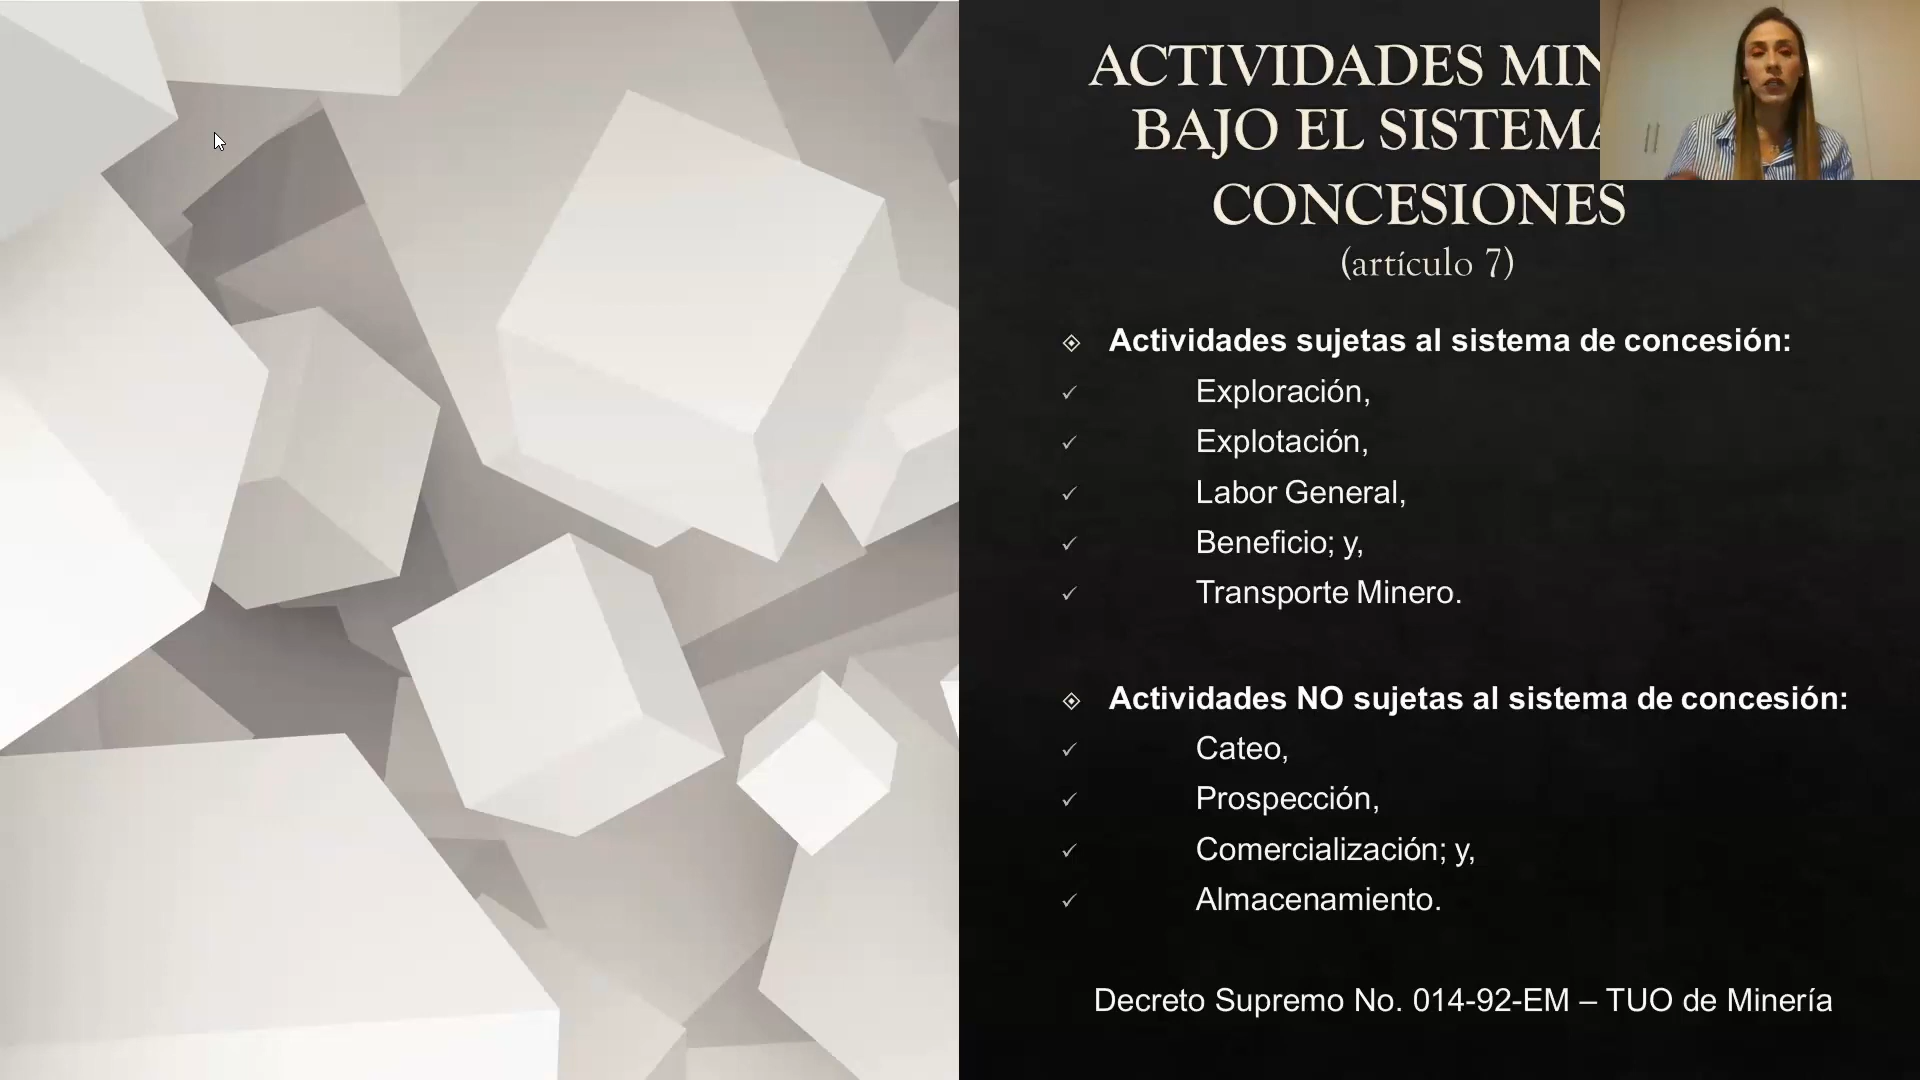 ACTIVIDADES
BAJO EL SISTEMA
CONCESIONES
(artículo 7)
Actividades sujetas al sistema de concesión:
Exploración,
Explotación,
Labor General,
Beneficio; y,
Transporte Minero.
Actividades NO sujetas al sistema de concesión:
Cateo,
Prospección,
Comercialización; y,
Almacenamiento.
Decreto Supremo No. 014-92-EM – TUO de Minería